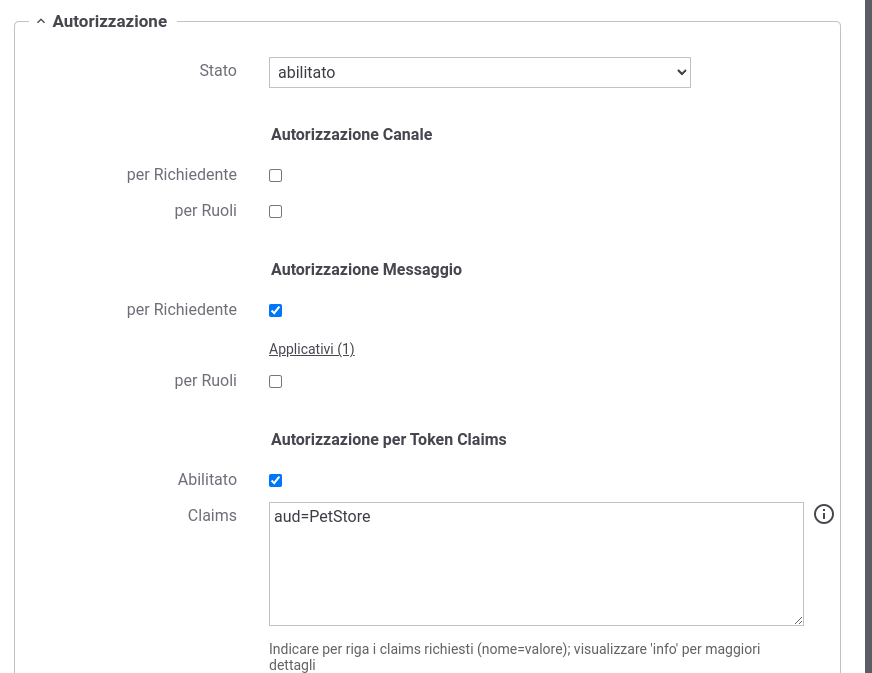 Autorizzazione
Stato
abilitato
Autorizzazione Canale
per Richiedente
per Ruoli
Autorizzazione Messaggio
per Richiedente
Applicativi (1)
per Ruoli
Autorizzazione per Token Claims
Abilitato
Claims
aud=PetStore
Indicare per riga i claims richiesti (nome=valore); visualizzare 'info' per maggiori
dettagli